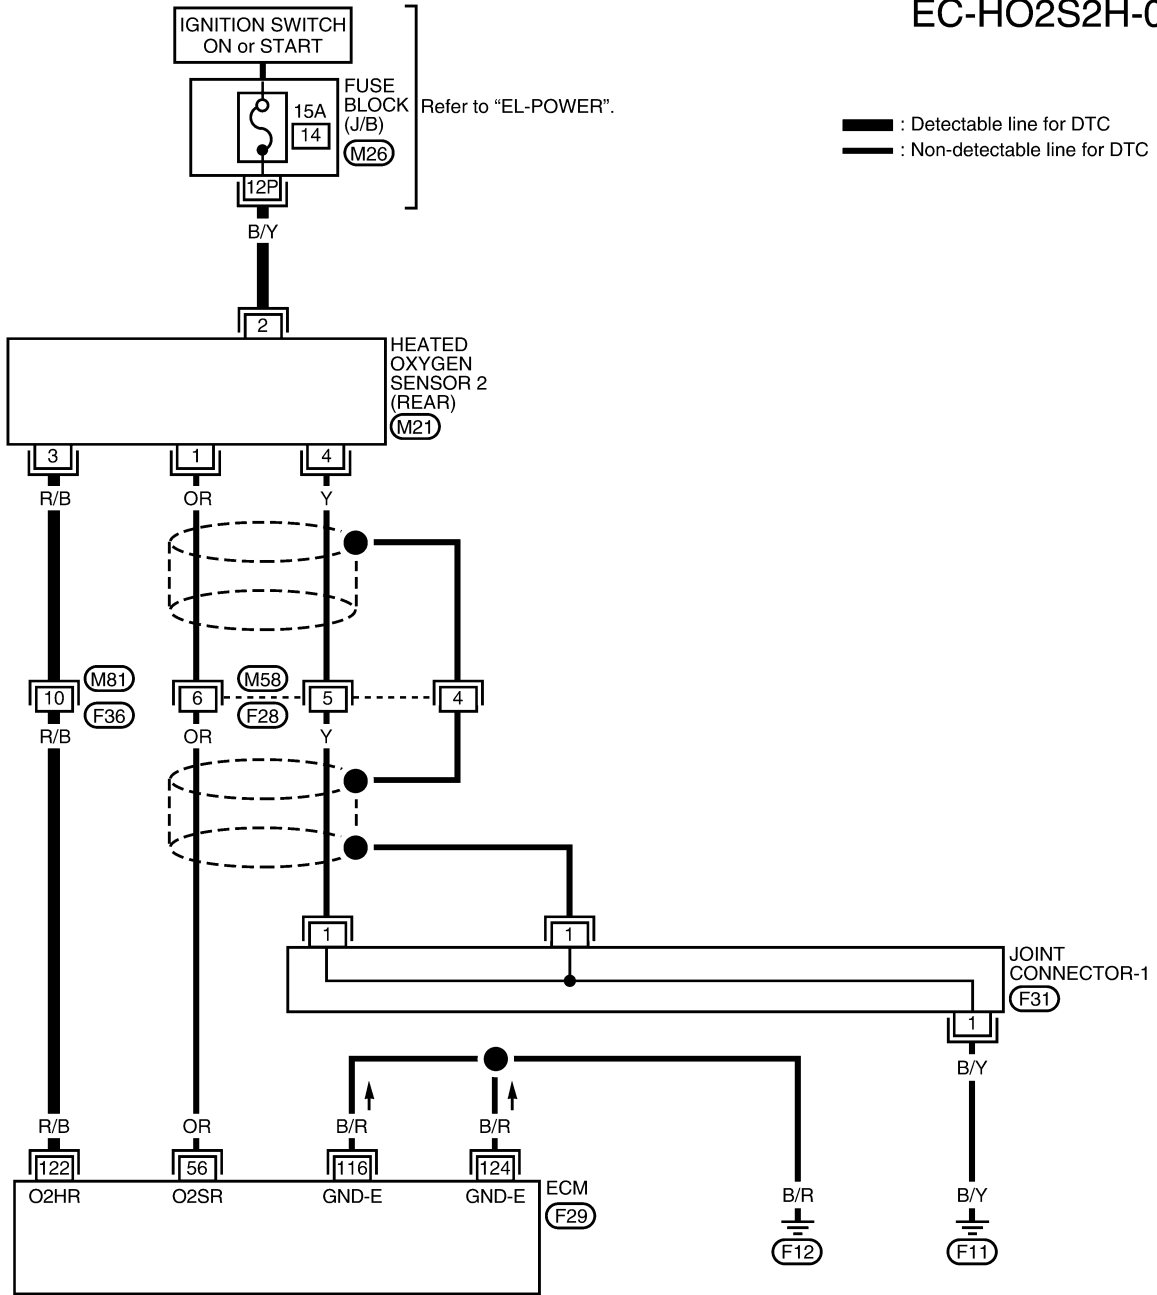 EC-HO2S2H-0
IGNITION SWITCH
ON or START
FUSE
BLOCK
(J/B)
M26
15A
14
Refer to “EL-POWER”.
: Detectable line for DTC
: Non-detectable line for DTC
12P
B/Y
2
HEATED
OXYGEN
SENSOR 2
(REAR)
M21
3 1 4
R/B OR Y
M81 M58
10 6 5 4
F36 F28
R/B OR Y
1 1
JOINT
CONNECTOR-1
F31
1
B/Y
R/B OR B/R B/R
122 56 116 124
O2HR O2SR GND-E GND-E
ECM
F29
B/R B/Y
F12 F11